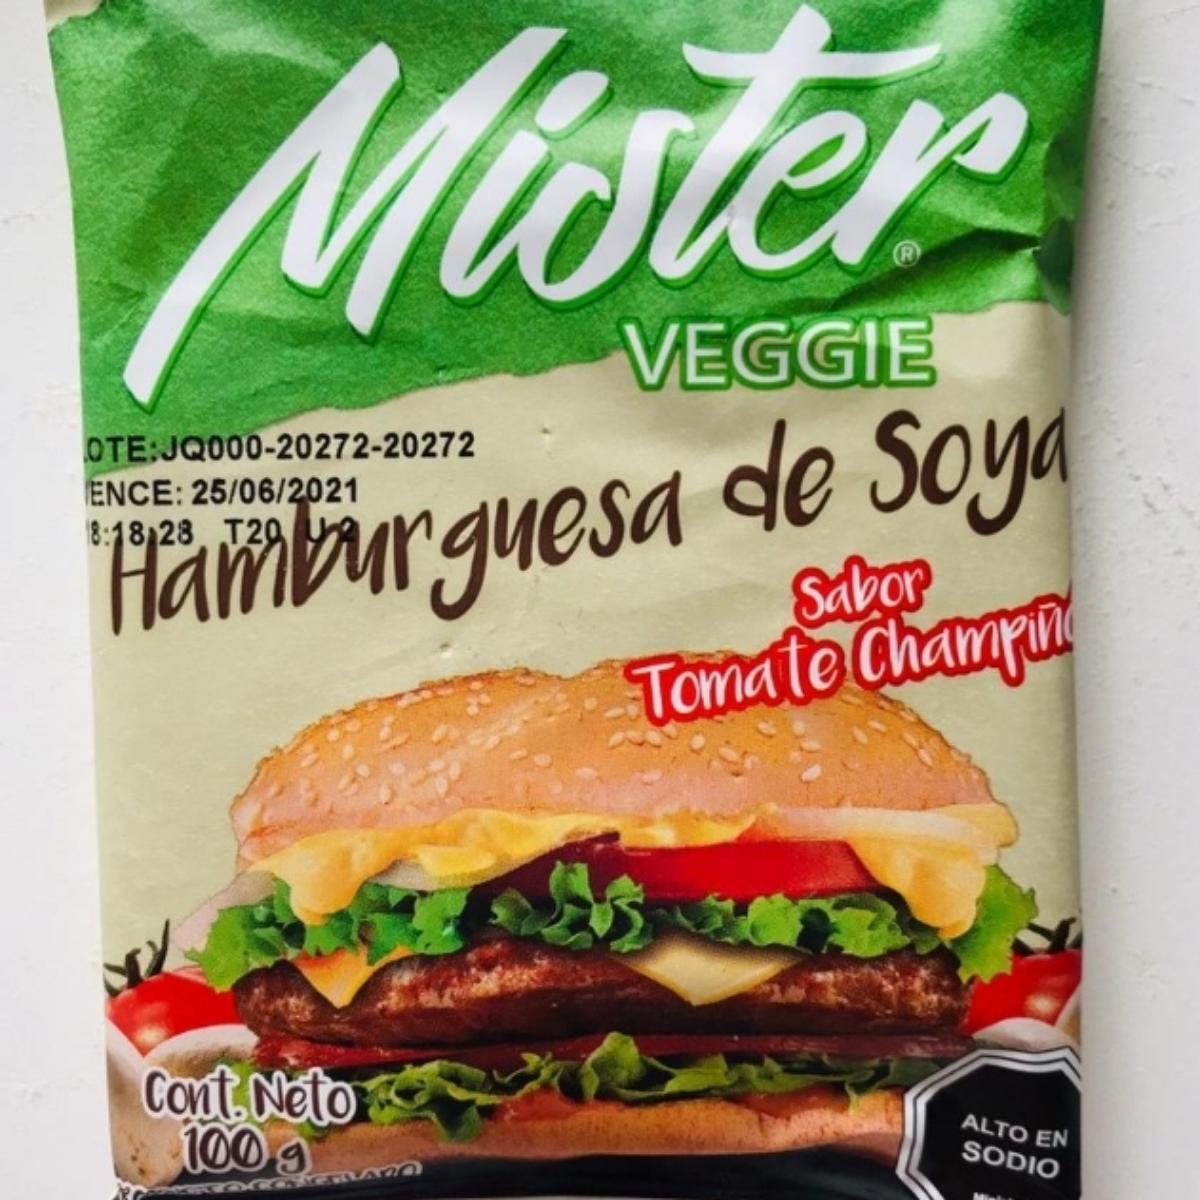 Mister®
VEGGIE
OTE:JQ000-20272-20272
ENCE: 25/06/2021
8:18:28 T20 U 2
Hamburguesa de Soya
Sabor
Tomate Champiñ
Cont. Neto
100 g
ALTO EN
SODIO